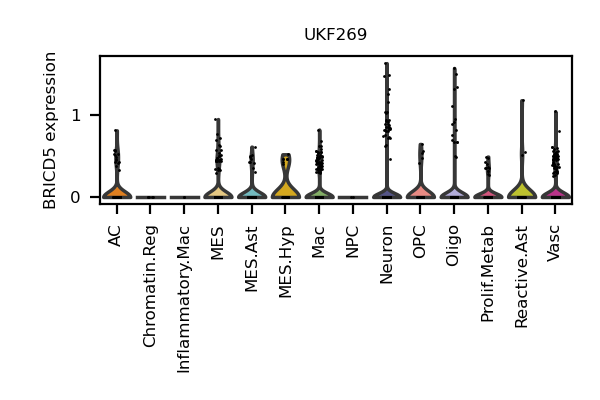 UKF269
BRICD5 expression
1
0
AC
Chromatin.Reg
Inflammatory.Mac
MES
MES.Ast
MES.Hyp
Mac
NPC
Neuron
OPC
Oligo
Prolif.Metab
Reactive.Ast
Vasc